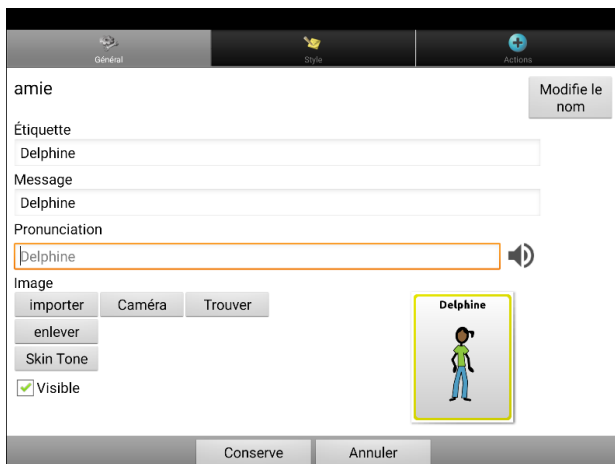 Général Style Actions
amie
Modifie le
nom
Étiquette
Delphine
Message
Delphine
Pronunciation
Delphine
Image
importer Caméra Trouver
enlever
Skin Tone
Visible
Delphine
Conserve Annuler